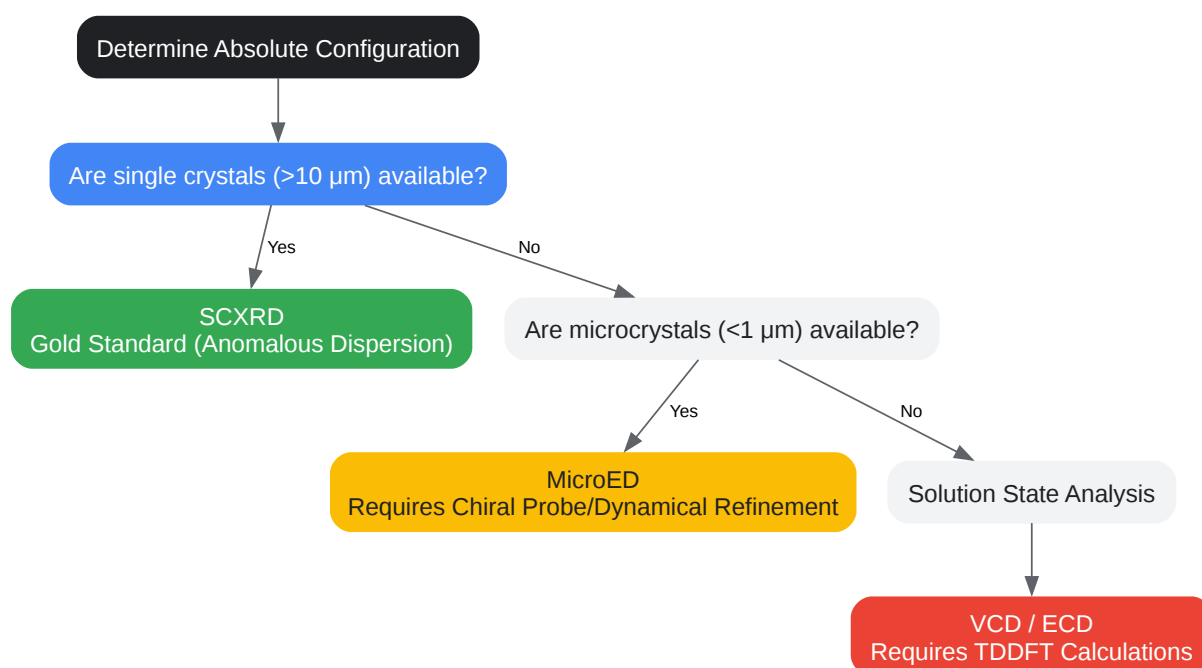 Determine Absolute Configuration
Are single crystals (>10 μm) available?
Yes
No
SCXRD
Gold Standard (Anomalous Dispersion)
Are microcrystals (<1 μm) available?
Yes
No
MicroED
Requires Chiral Probe/Dynamical Refinement
Solution State Analysis
VCD / ECD
Requires TDDFT Calculations